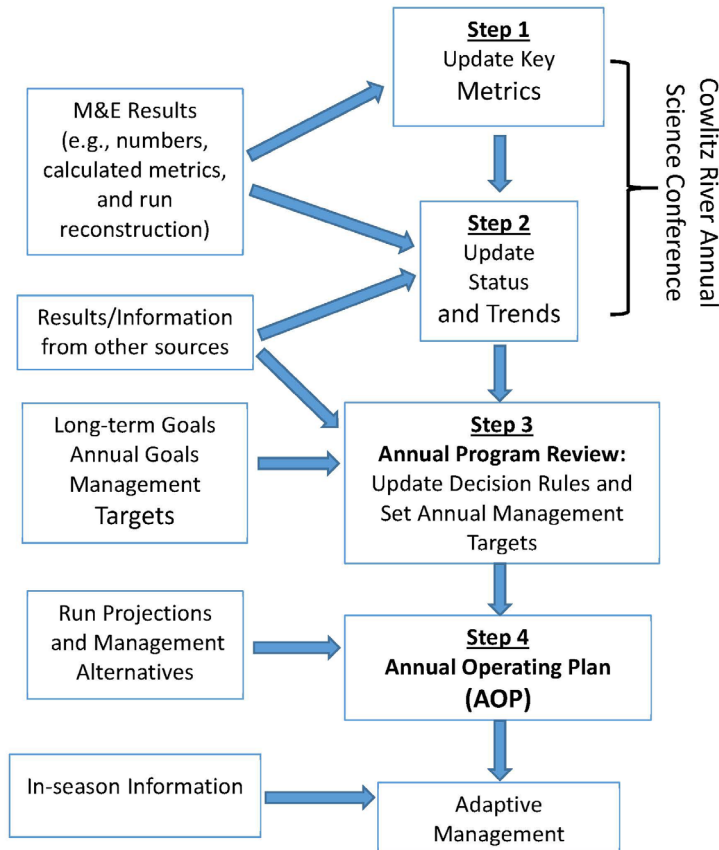 Step 1
Update Key
Metrics
Cowlitz River Annual
Science Conference
M&E Results
(e.g., numbers,
calculated metrics,
and run
reconstruction)
Step 2
Update
Status
and Trends
Results/Information
from other sources
Step 3
Annual Program Review:
Update Decision Rules and
Set Annual Management
Targets
Long-term Goals
Annual Goals
Management
Targets
Run Projections
and Management
Alternatives
Step 4
Annual Operating Plan
(AOP)
In-season Information
Adaptive
Management